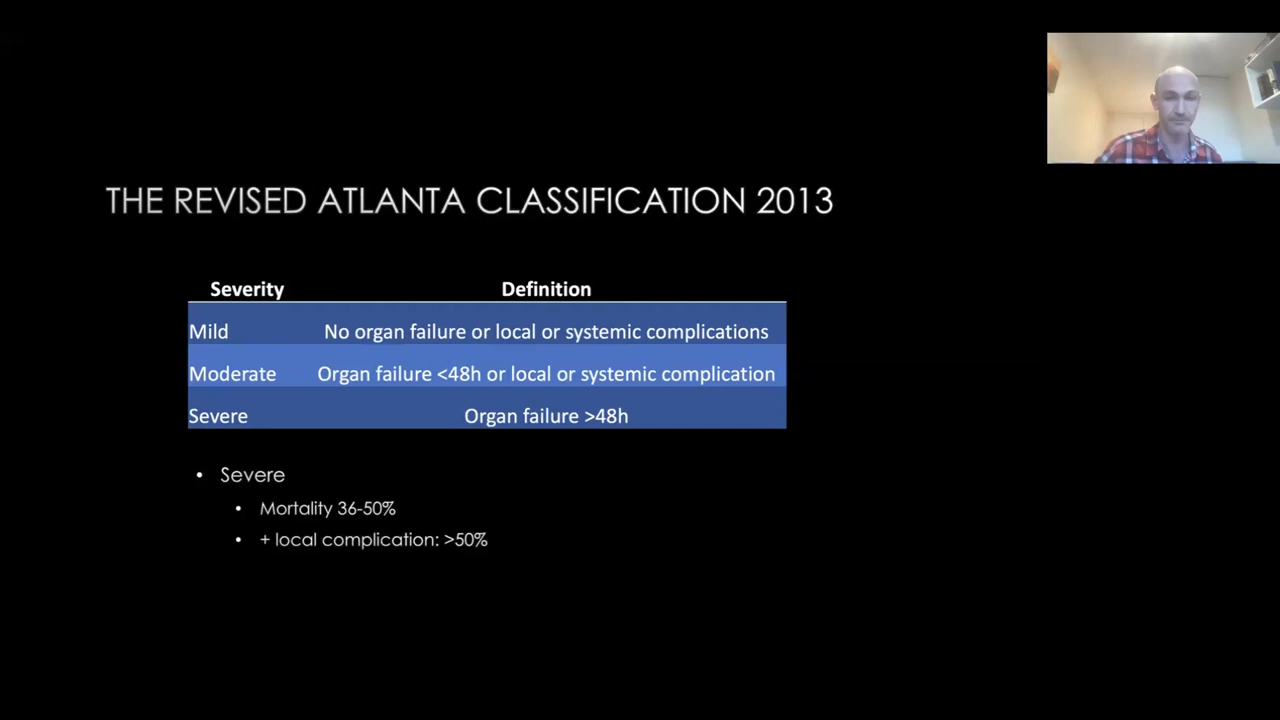 THE REVISED ATLANTA CLASSIFICATION 2013
Severity Definition
Mild No organ failure or local or systemic complications
Moderate Organ failure <48h or local or systemic complication
Severe Organ failure >48h
• Severe
• Mortality 36-50%
• + local complication: >50%